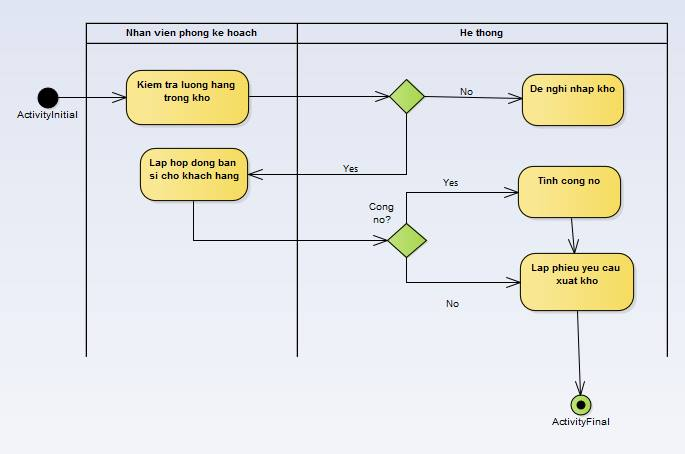 Nhan vien phong ke hoach
He thong
Kiem tra luong hang
trong kho
No
De nghi nhap kho
ActivityInitial
Lap hop dong ban
si cho khach hang
Yes
Yes
Tinh cong no
Cong
no?
Lap phieu yeu cau
xuat kho
No
ActivityFinal